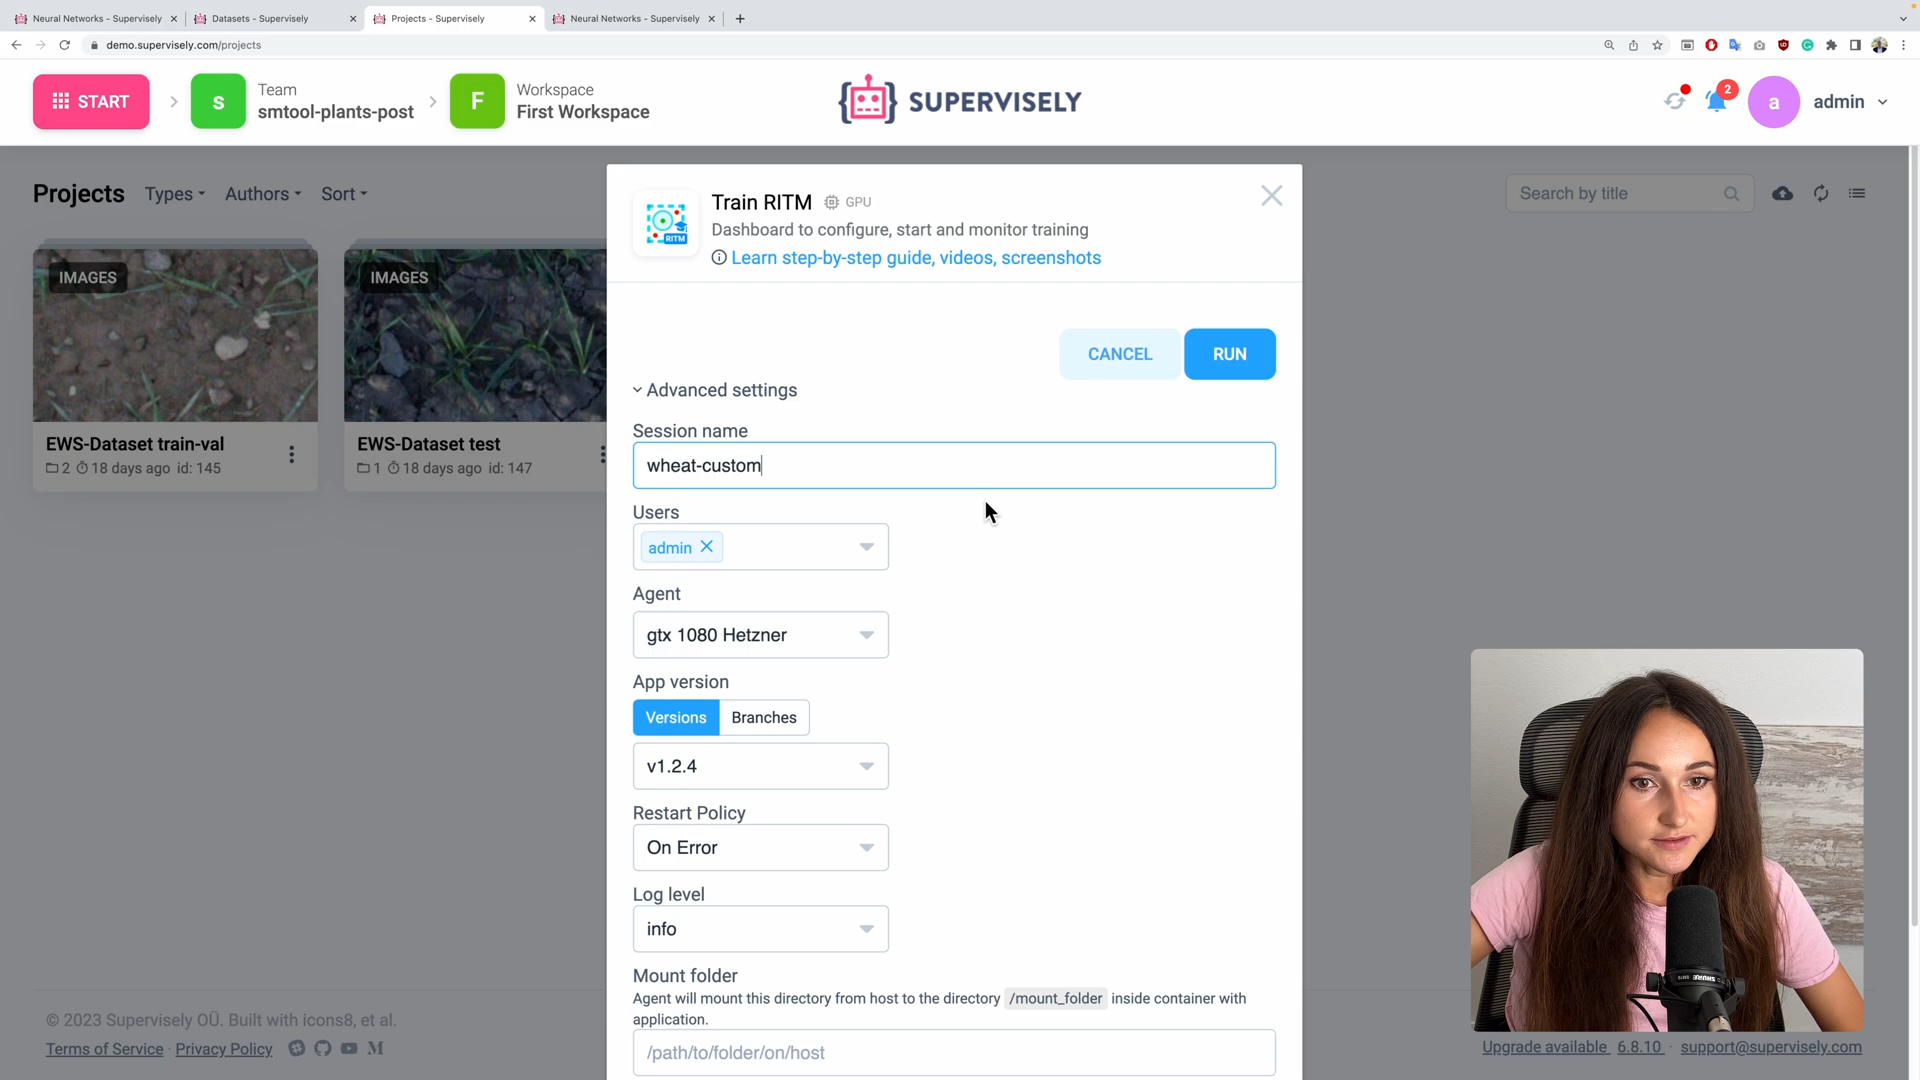 Neural Networks - Supervisely
Datasets - Supervisely
Projects - Supervisely
Neural Networks - Supervisely
demo.supervisely.com/projects
START
s
Team
smtool-plants-post
F
Workspace
First Workspace
SUPERVISELY
2
a
admin
Projects
Types
Authors
Sort
Search by title
IMAGES
EWS-Dataset train-val
2 18 days ago id: 145
IMAGES
EWS-Dataset test
1 18 days ago id: 147
RITM
Train RITM
GPU
Dashboard to configure, start and monitor training
Learn step-by-step guide, videos, screenshots
CANCEL
RUN
Advanced settings
Session name
wheat-custom
Users
admin
Agent
gtx 1080 Hetzner
App version
Versions
Branches
v1.2.4
Restart Policy
On Error
Log level
info
Mount folder
Agent will mount this directory from host to the directory /mount_folder inside container with
application.
/path/to/folder/on/host
© 2023 Supervisely OÜ. Built with icons8, et al.
Terms of Service · Privacy Policy
Upgrade available 6.8.10 · support@supervisely.com
SHURE